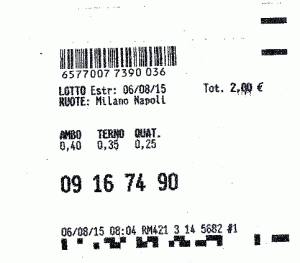 6577007 7390 036
LOTTO Estr: 06/08/15 Tot. 2,00 €
RUOTE: Milano Napoli
AMBO TERNO QUAT.
0,40 0,35 0,25
09 16 74 90
06/08/15 08:04 RM421 3 14 5682 #1